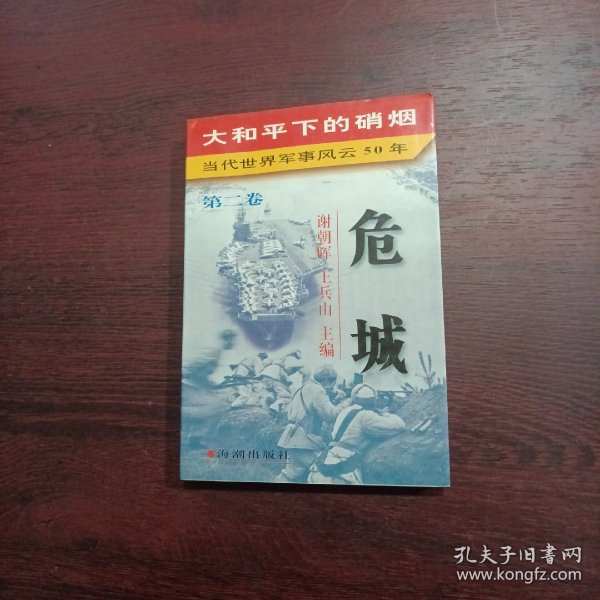 大和平下的硝烟
当代世界军事风云50年
第二卷
危城
谢朝晖 王兵山 主编
海潮出版社
孔夫子旧书网
www.kongfz.com